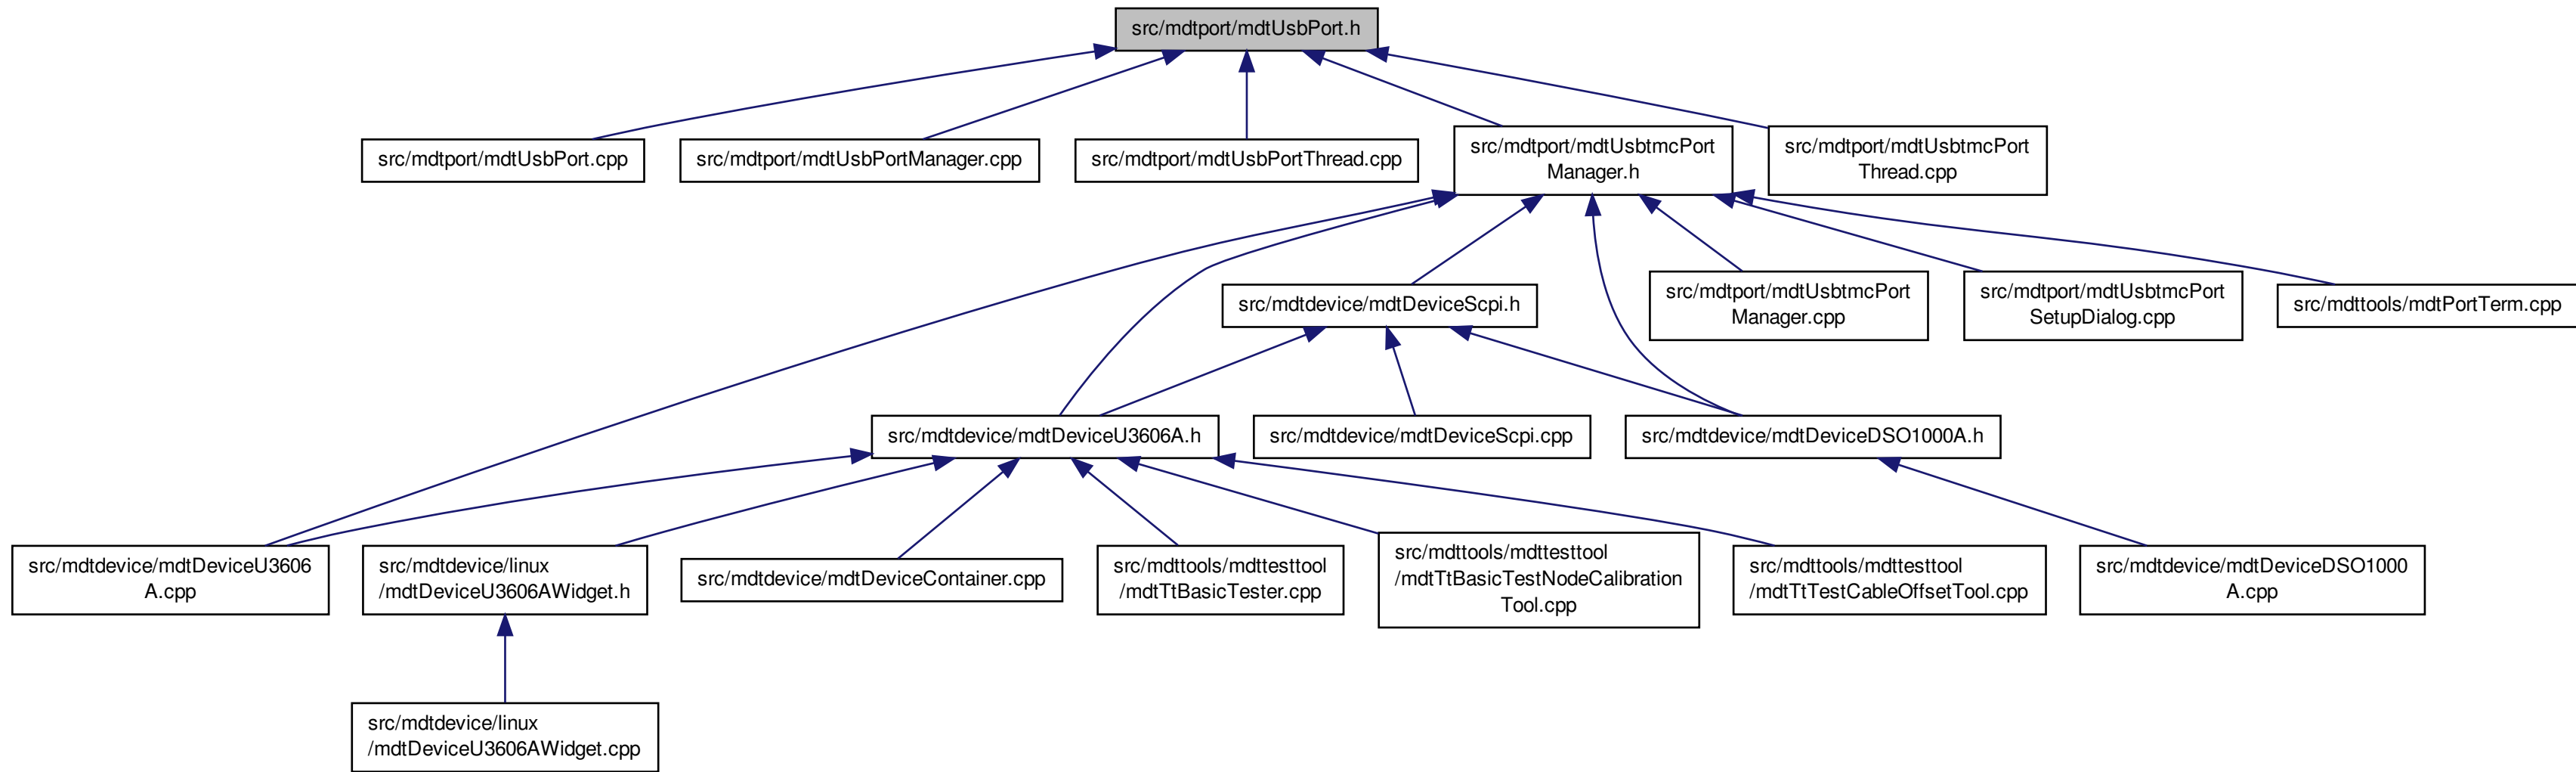 src/mdtport/mdtUsbPort.h
src/mdtport/mdtUsbPort.cpp
src/mdtport/mdtUsbPortManager.cpp
src/mdtport/mdtUsbPortThread.cpp
src/mdtport/mdtUsbtmcPort
Manager.h
src/mdtport/mdtUsbtmcPort
Thread.cpp
src/mdtdevice/mdtDeviceScpi.h
src/mdtport/mdtUsbtmcPort
Manager.cpp
src/mdtport/mdtUsbtmcPort
SetupDialog.cpp
src/mdttools/mdtPortTerm.cpp
src/mdtdevice/mdtDeviceU3606A.h
src/mdtdevice/mdtDeviceScpi.cpp
src/mdtdevice/mdtDeviceDSO1000A.h
src/mdtdevice/mdtDeviceU3606
A.cpp
src/mdtdevice/linux
/mdtDeviceU3606AWidget.h
src/mdtdevice/mdtDeviceContainer.cpp
src/mdttools/mdttesttool
/mdtTtBasicTester.cpp
src/mdttools/mdttesttool
/mdtTtBasicTestNodeCalibration
Tool.cpp
src/mdttools/mdttesttool
/mdtTtTestCableOffsetTool.cpp
src/mdtdevice/mdtDeviceDSO1000
A.cpp
src/mdtdevice/linux
/mdtDeviceU3606AWidget.cpp